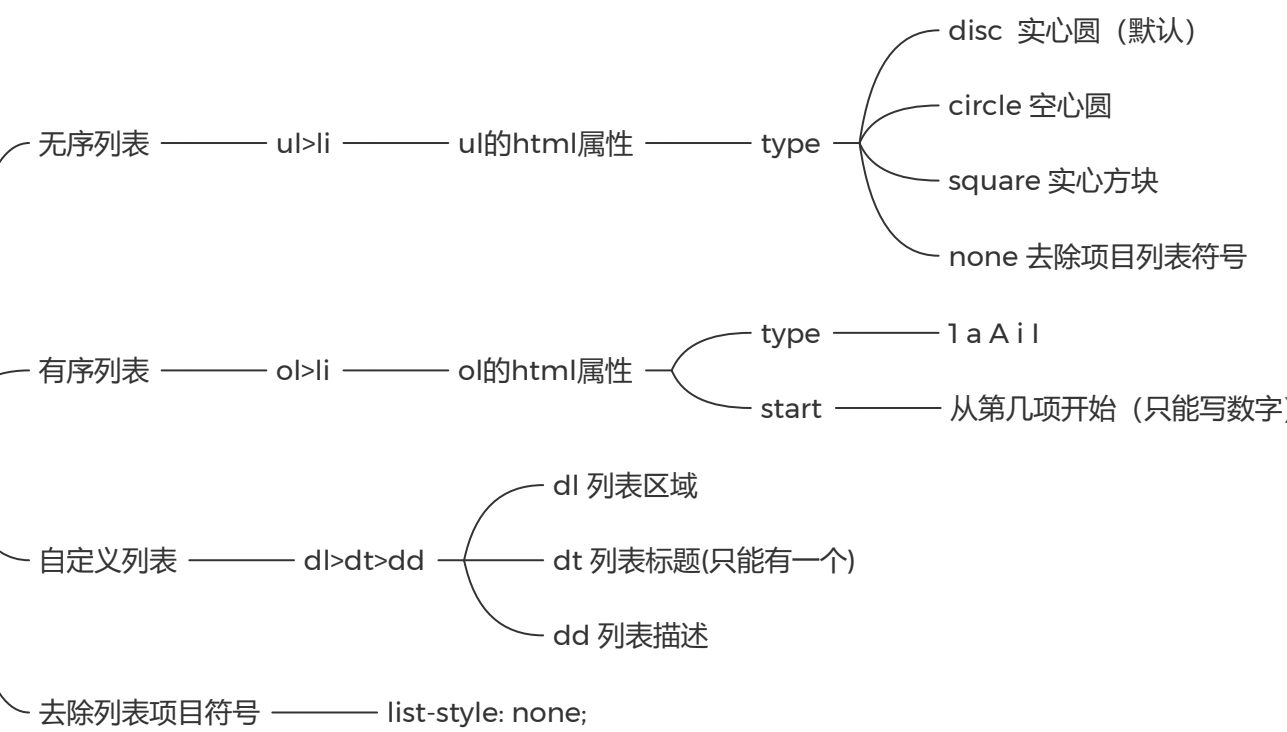 无序列表
ul>li
ul的html属性
type
disc 实心圆（默认）
circle 空心圆
square 实心方块
none 去除项目列表符号
有序列表
ol>li
ol的html属性
type
1 a A i I
start
从第几项开始（只能写数字）
自定义列表
dl>dt>dd
dl 列表区域
dt 列表标题(只能有一个)
dd 列表描述
去除列表项目符号
list-style: none;